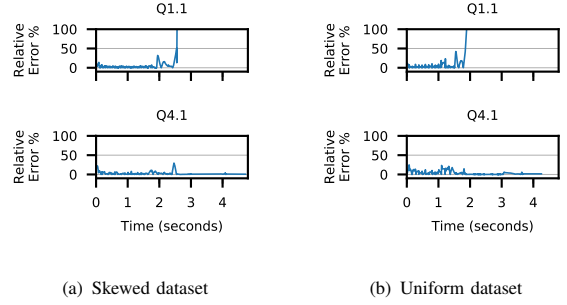 Q1.1
Relative
Error %
100
50
0
Q4.1
Relative
Error %
100
50
0
0 1 2 3 4
Time (seconds)
(a) Skewed dataset
Q1.1
Relative
Error %
100
50
0
Q4.1
Relative
Error %
100
50
0
0 1 2 3 4
Time (seconds)
(b) Uniform dataset